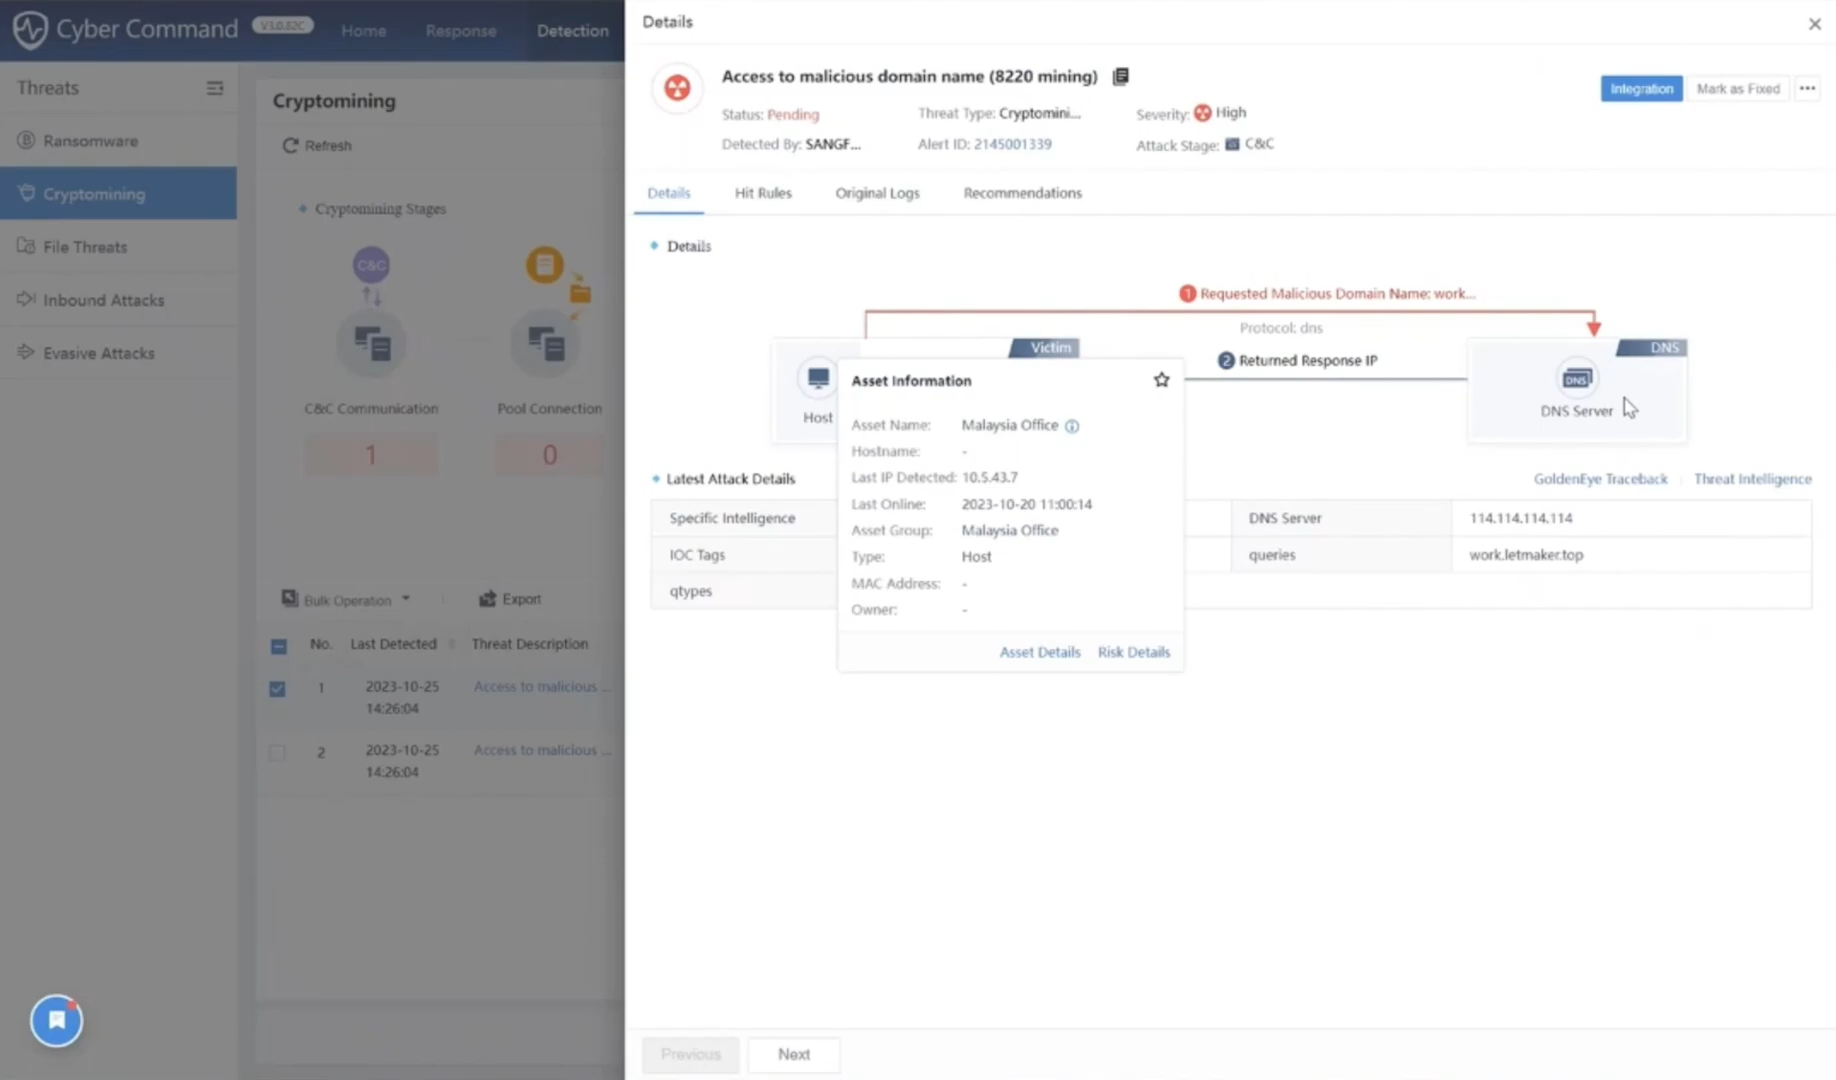 Cyber Command V3.0.82C Home Response Detection
Threats
Ransomware
Cryptomining
File Threats
Inbound Attacks
Evasive Attacks
Cryptomining
Refresh
Cryptomining Stages
C&C
C&C Communication
1
Pool Connection
0
Bulk Operation Export
No. Last Detected Threat Description
1 2023-10-25 14:26:04 Access to malicious ...
2 2023-10-25 14:26:04 Access to malicious ...
Details
Access to malicious domain name (8220 mining)
Status: Pending Threat Type: Cryptomini... Severity: High
Detected By: SANGF... Alert ID: 2145001339 Attack Stage: C&C
Integration Mark as Fixed
Details Hit Rules Original Logs Recommendations
Details
1 Requested Malicious Domain Name: work...
Protocol: dns
2 Returned Response IP
Victim
Host
DNS
DNS
DNS Server
Asset Information
Asset Name: Malaysia Office
Hostname: -
Last IP Detected: 10.5.43.7
Last Online: 2023-10-20 11:00:14
Asset Group: Malaysia Office
Type: Host
MAC Address: -
Owner: -
Asset Details Risk Details
Latest Attack Details GoldenEye Traceback Threat Intelligence
Specific Intelligence DNS Server 114.114.114.114
IOC Tags queries work.letmaker.top
qtypes
Previous Next